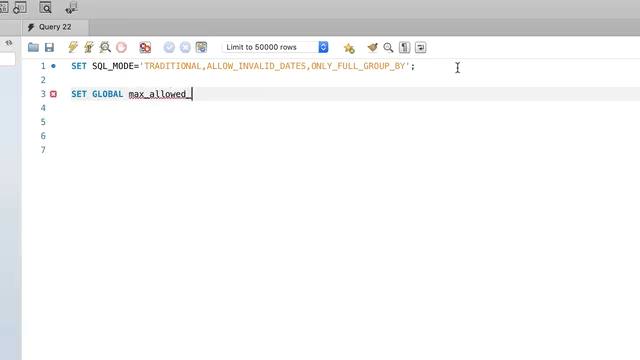 Query 22
Limit to 50000 rows
1 SET SQL_MODE='TRADITIONAL,ALLOW_INVALID_DATES,ONLY_FULL_GROUP_BY';
2
3 SET GLOBAL max_allowed_
4
5
6
7